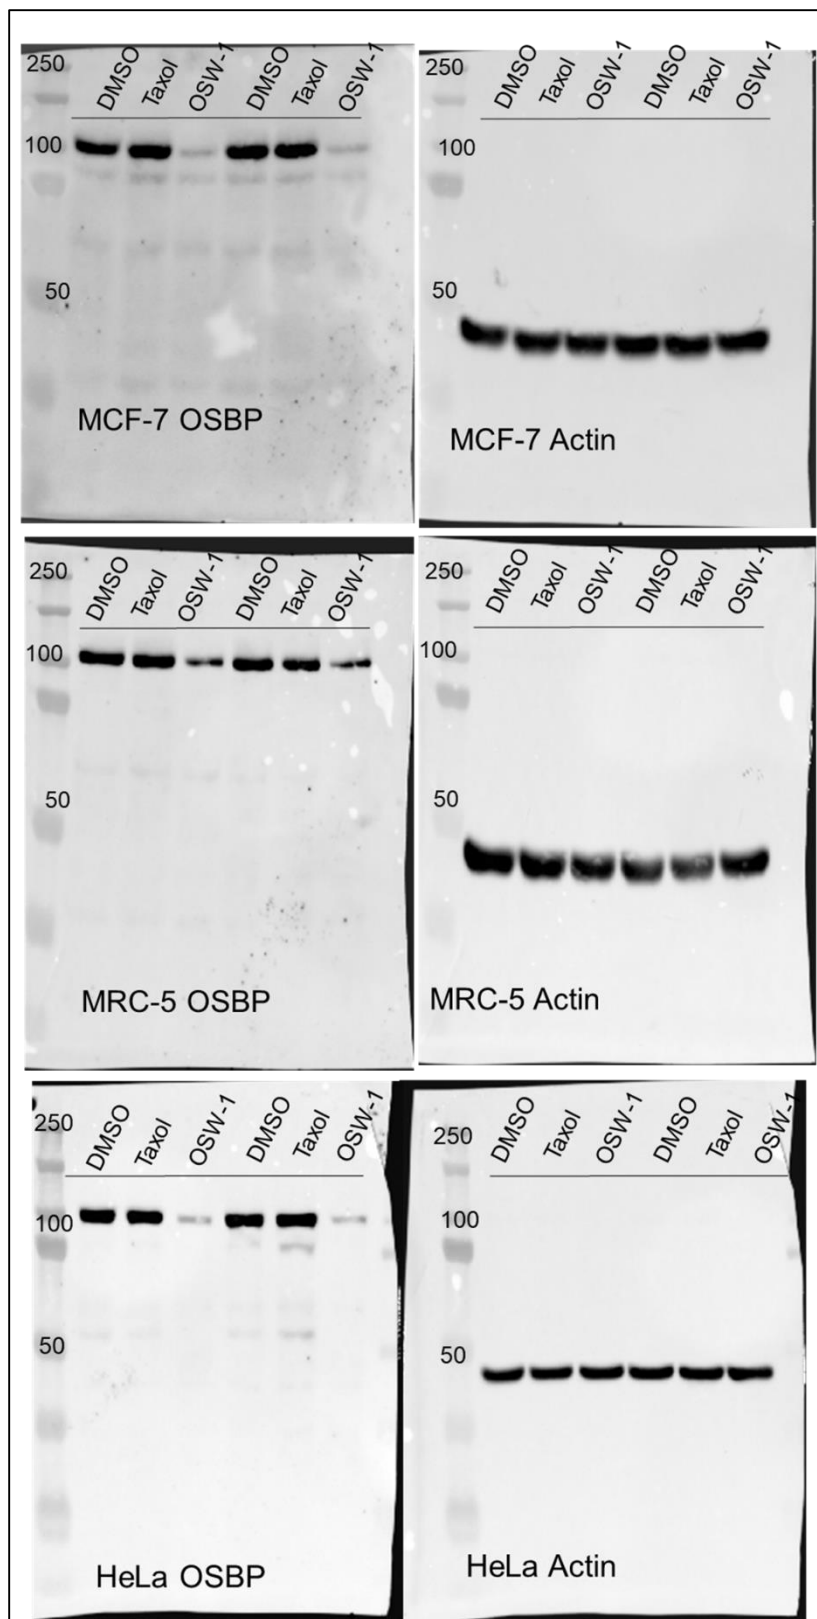 250 DMSO Taxol OSW-1 DMSO Taxol OSW-1
100
50
MCF-7 OSBP
DMSO Taxol OSW-1 DMSO Taxol OSW-1
100
50
MCF-7 Actin
250 DMSO Taxol OSW-1 DMSO Taxol OSW-1
100
50
MRC-5 OSBP
250 DMSO Taxol OSW-1 DMSO Taxol OSW-1
100
50
MRC-5 Actin
250 DMSO Taxol OSW-1 DMSO Taxol OSW-1
100
50
HeLa OSBP
250 DMSO Taxol OSW-1 DMSO Taxol OSW-1
100
50
HeLa Actin